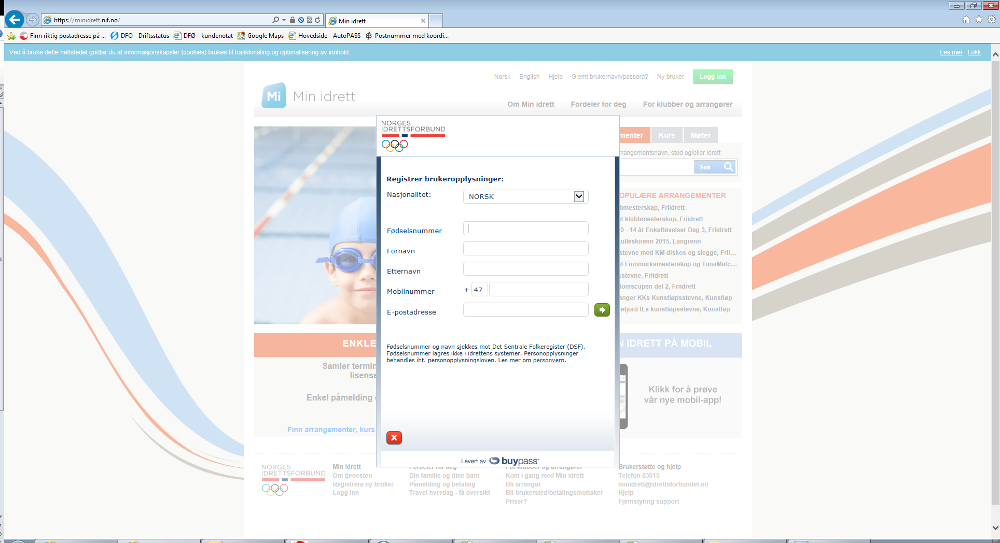 https://minidrett.nif.no/
Min idrett
Finn riktig postadresse på ...
DFO - Driftsstatus
DFØ - kundenotat
Google Maps
Hovedside - AutoPASS
Postnummer med koordi...
Ved å bruke dette nettstedet godtar du at informasjonskapsler (cookies) brukes til trafikkmåling og optimalisering av innhold.
Les mer
Lukk
Norsk
English
Hjelp
Glemt brukernavn/passord?
Ny bruker
Logg inn
Mi
Min idrett
Om Min idrett
Fordeler for deg
For klubber og arrangører
NORGES
IDRETTSFORBUND
Registrer brukeropplysninger:
Nasjonalitet:
NORSK
Fødselsnummer
Fornavn
Etternavn
Mobilnummer
+ 47
E-postadresse
Fødselsnummer og navn sjekkes mot Det Sentrale Folkeregister (DSF).
Fødselsnummer lagres ikke i idrettens systemer. Personopplysninger
behandles iht. personopplysningsloven. Les mer om personvern.
X
Levert av buypass
menter
Kurs
Møter
rrangementsnavn, sted og/eller idrett
Søk
OPULÆRE ARRANGEMENTER
bmesterskap, Friidrett
nt klubbmesterskap, Friidrett
0 - 14 år Enkeltøvelser Dag 3, Friidrett
Rulleskirenn 2015, Langrenn
stevne med KM diskos og slegge, Frii...
nt Finnmarksmesterskap og TanaMatc...
sstevne, Friidrett
domscupen del 2, Friidrett
anger KKs Kunstløpsstevne, Kunstløp
lefjord ILs kunstløpsstevne, Kunstløp
ENKLE
Samler termin
lisense
Enkel påmelding
Finn arrangementer, kurs
N IDRETT PÅ MOBIL
Klikk for å prøve
vår nye mobil-app!
NORGES
IDRETTSFORBUND
Min idrett
Om tjenesten
Registrere ny bruker
Logg inn
Fordeler for deg
Din familie og dine barn
Påmelding og betaling
Travel hverdag - få oversikt
For klubber og arrangører
Kom i gang med Min idrett
Bli arrangør
Bli brukersted/betalingsmottaker
Priser?
Brukerstøtte og hjelp
Telefon 03615
minidrett@idrettsforbundet.no
Hjelp
Fjernstyring support